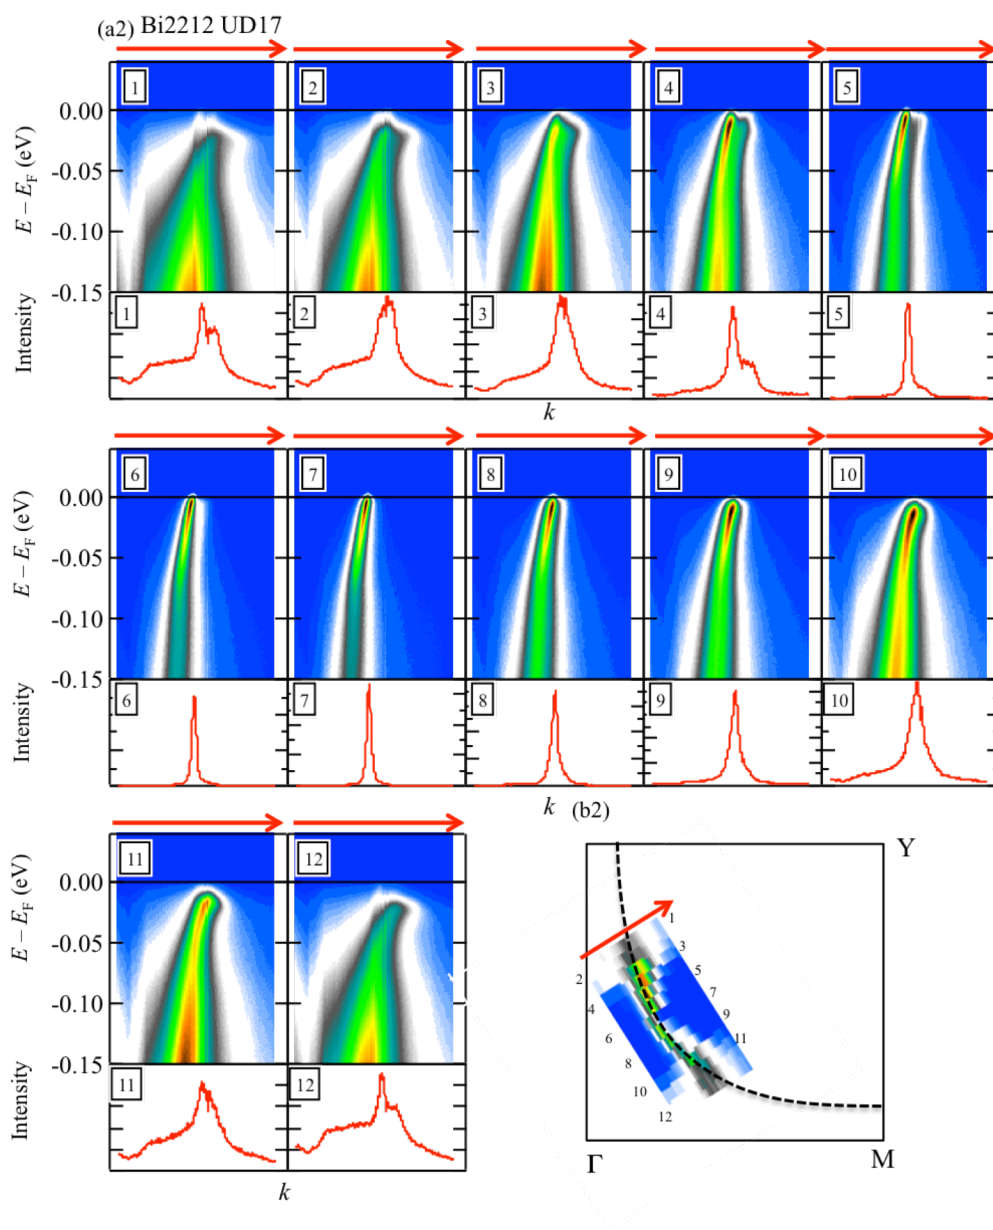 (a2) Bi2212 UD17
1 2 3 4 5
0.00
-0.05
-0.10
-0.15
E − E_F (eV)
1 2 3 4 5
Intensity
k
6 7 8 9 10
0.00
-0.05
-0.10
-0.15
E − E_F (eV)
6 7 8 9 10
Intensity
k
(b2)
11 12
0.00
-0.05
-0.10
-0.15
E − E_F (eV)
11 12
Intensity
k
Y
1
3
2
5
4
7
9
6
11
8
10
12
Γ
M